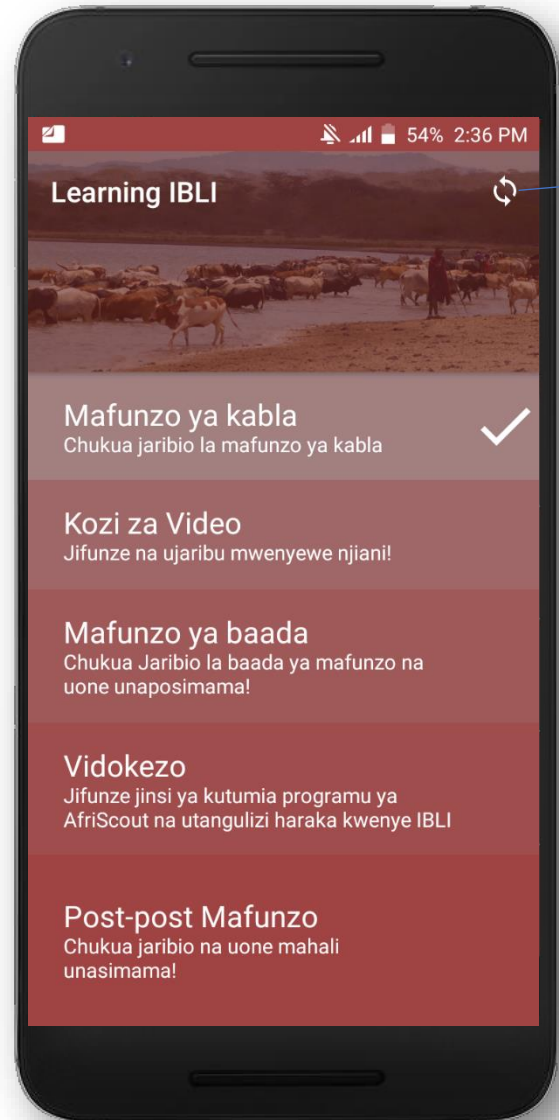 54% 2:36 PM
Learning IBLI
Mafunzo ya kabla
Chukua jaribio la mafunzo ya kabla
Kozi za Video
Jifunze na ujaribu mwenyewe njiani!
Mafunzo ya baada
Chukua Jaribio la baada ya mafunzo na
uone unaposimama!
Vidokezo
Jifunze jinsi ya kutumia programu ya
AfriScout na utangulizi haraka kwenye IBLI
Post-post Mafunzo
Chukua jaribio na uone mahali
unasimama!